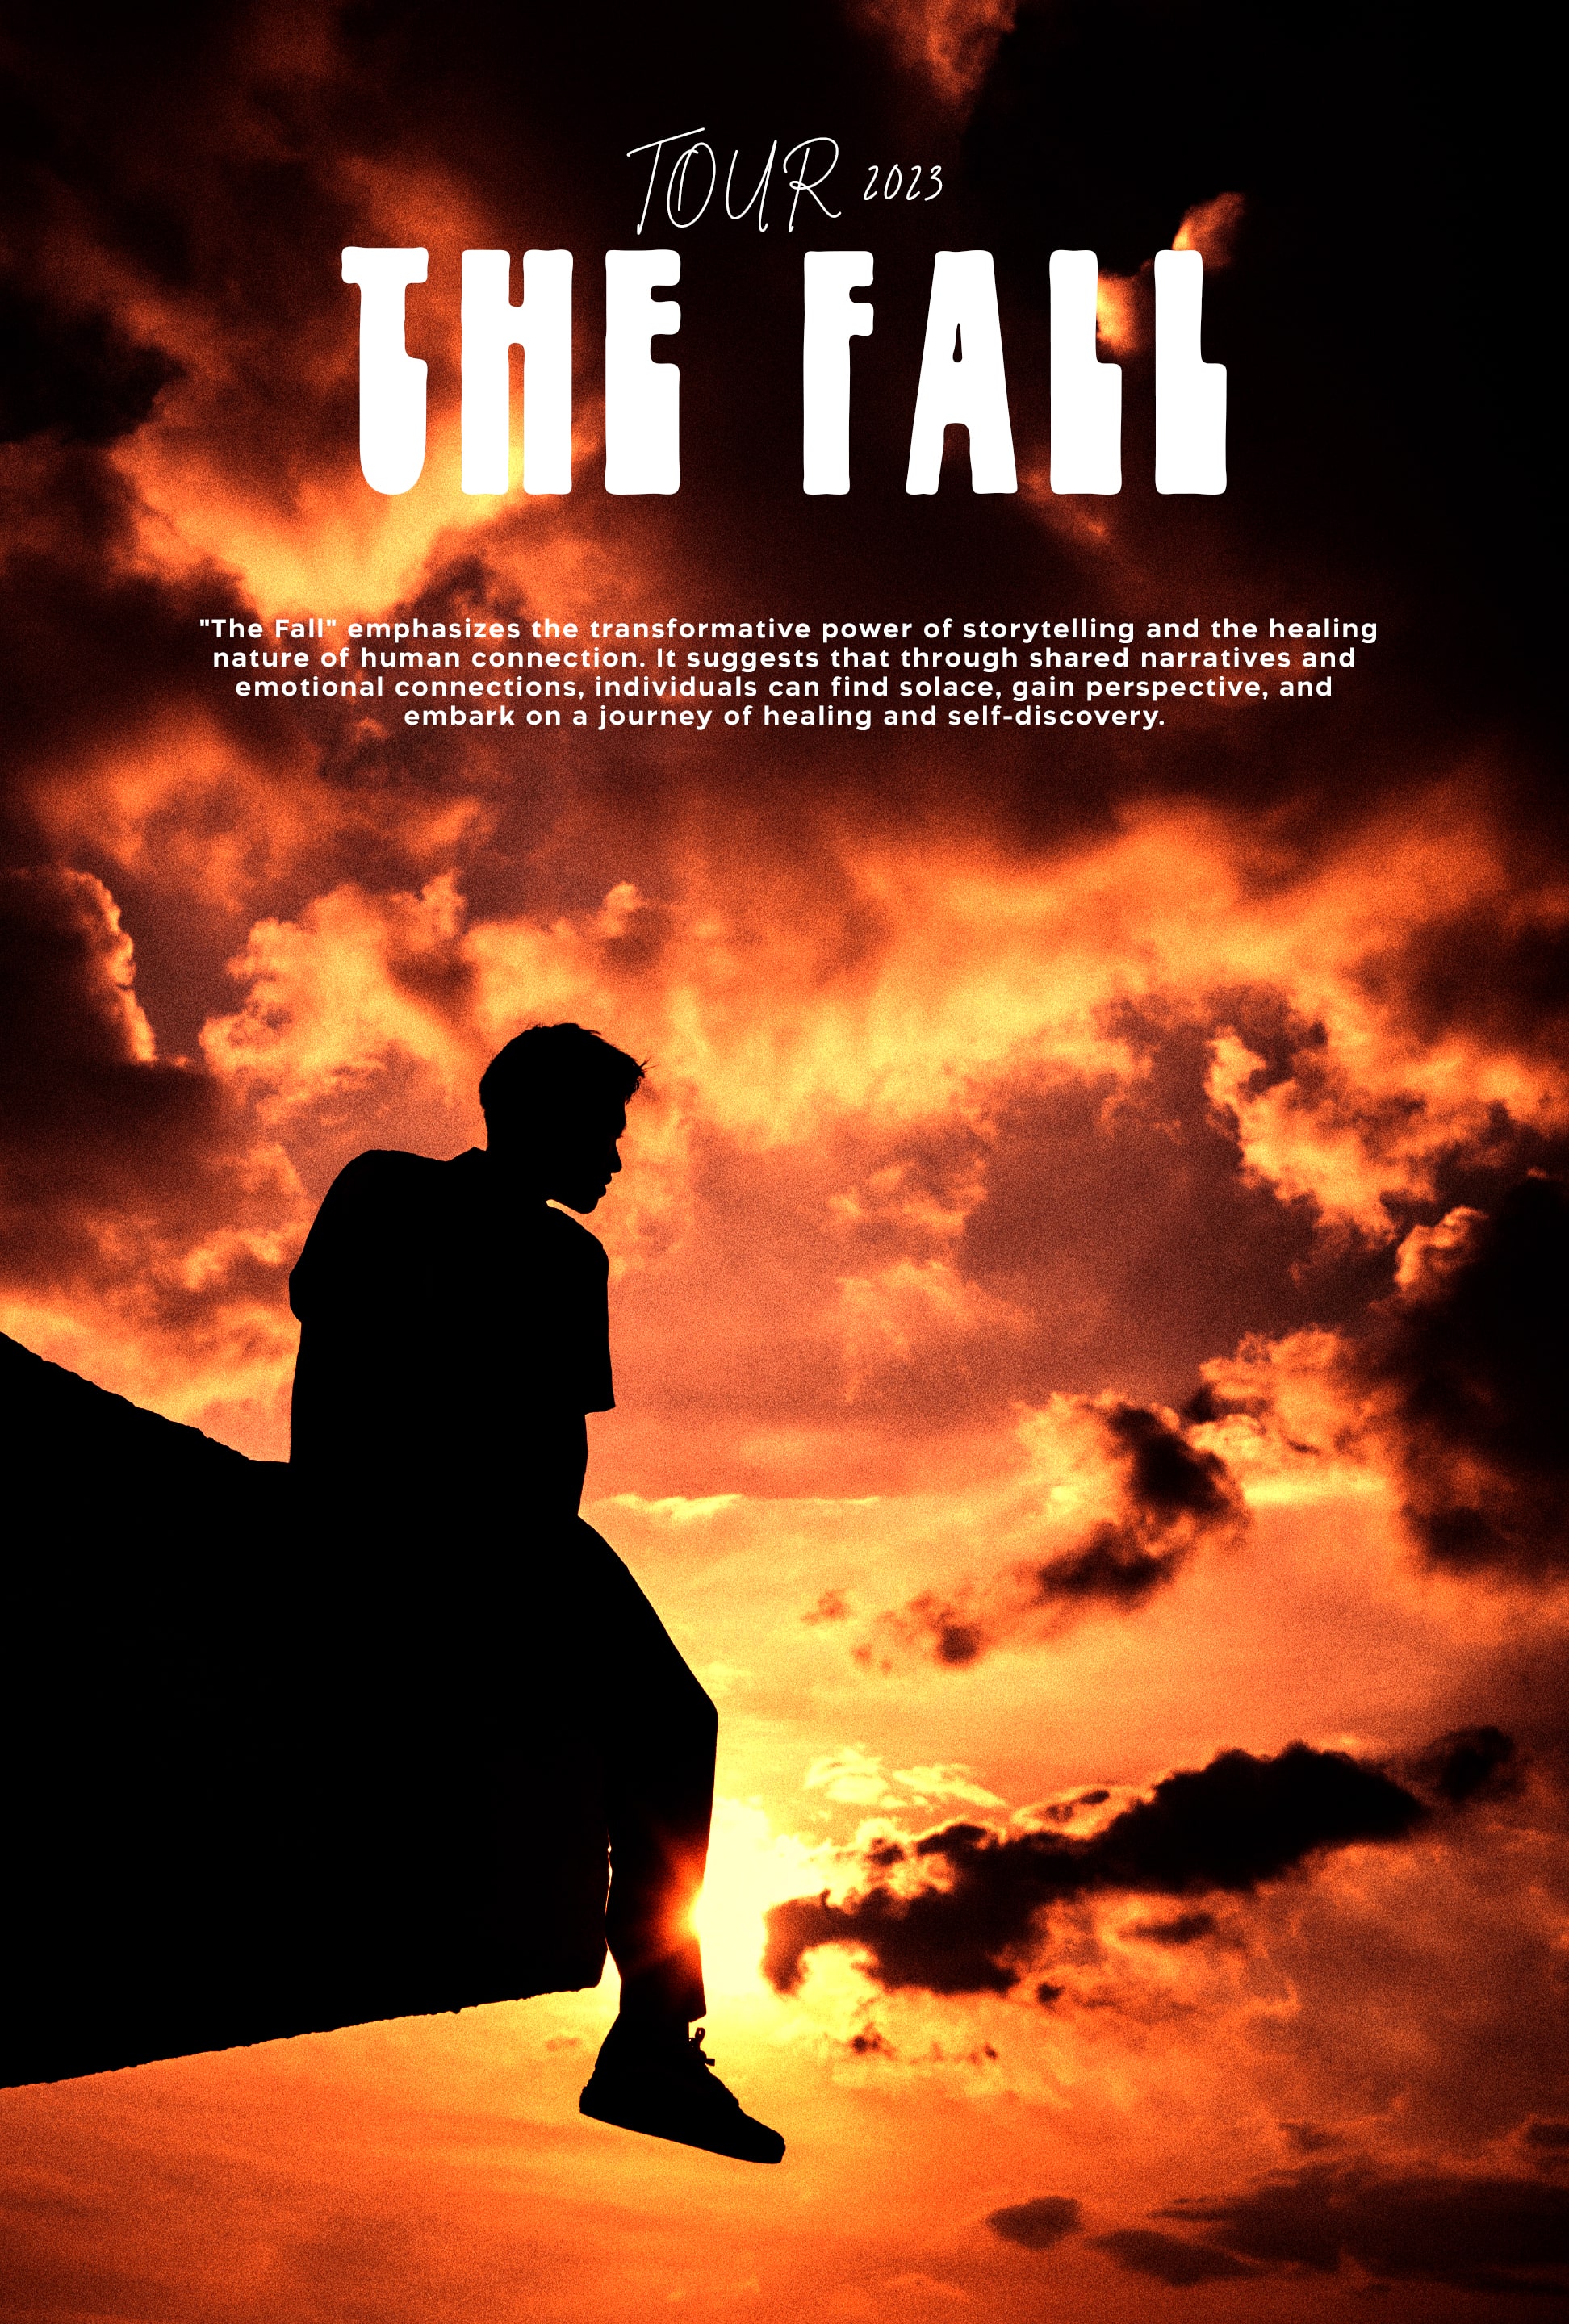 TOUR 2023
THE FALL
"The Fall" emphasizes the transformative power of storytelling and the healing
nature of human connection. It suggests that through shared narratives and
emotional connections, individuals can find solace, gain perspective, and
embark on a journey of healing and self-discovery.